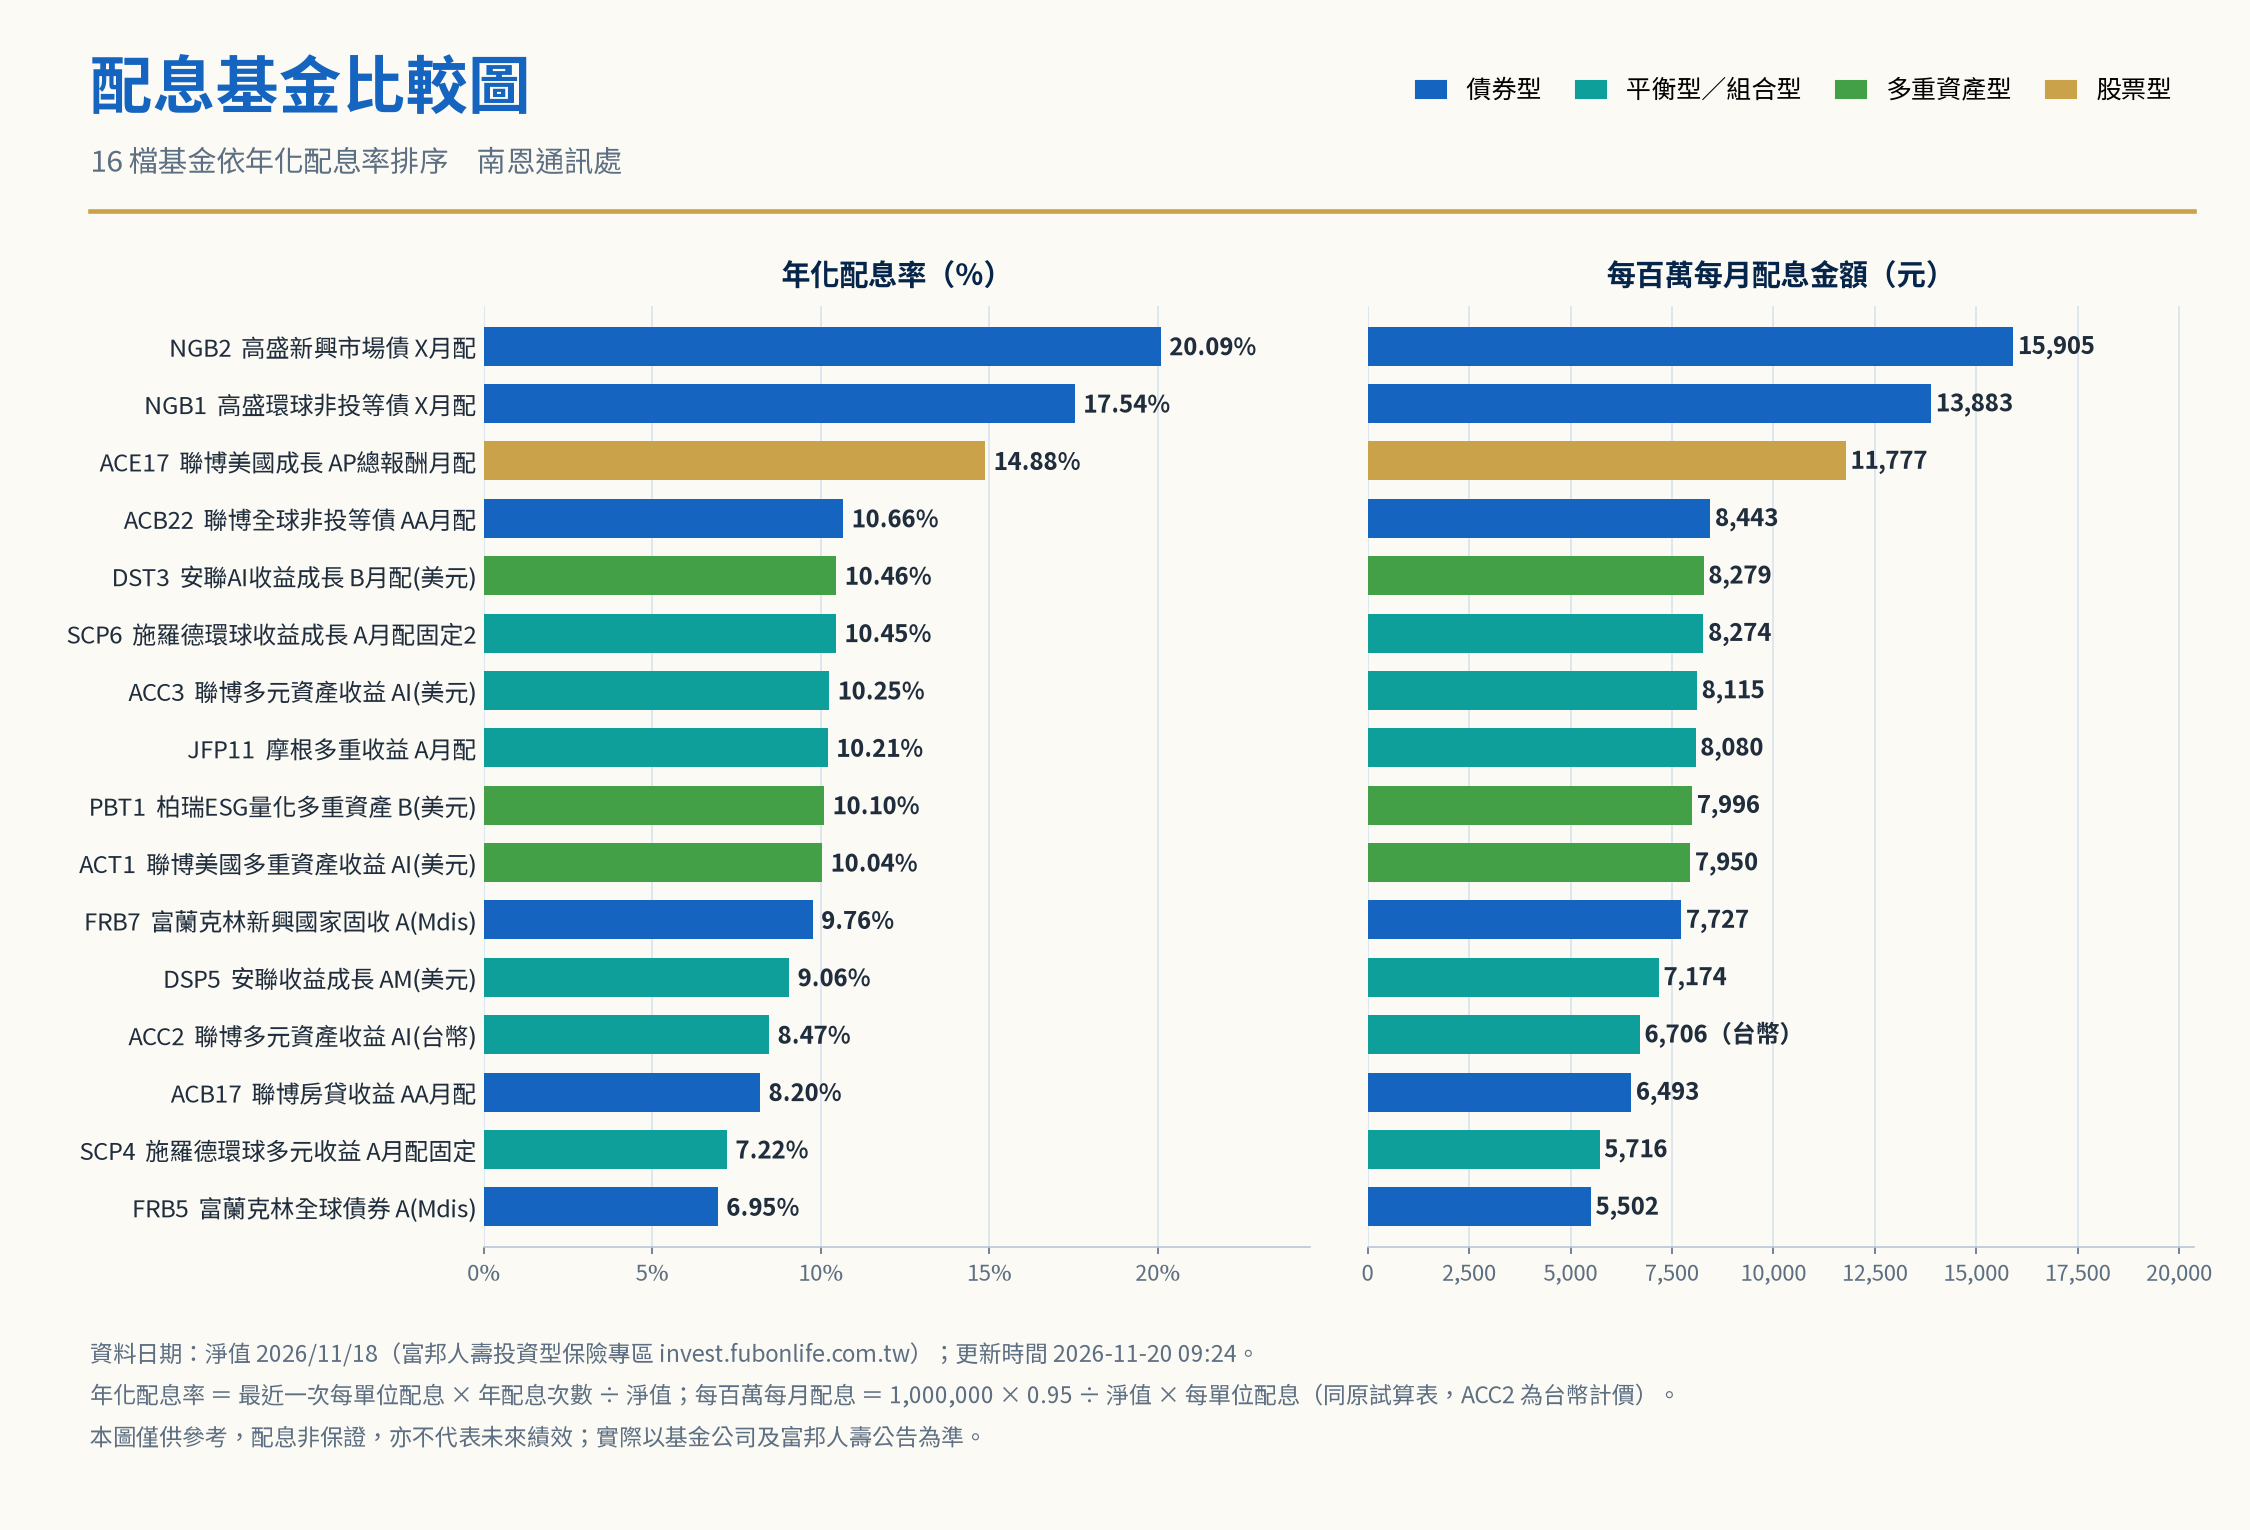 配息基金比較圖
債券型 平衡型／組合型 多重資產型 股票型
16 檔基金依年化配息率排序　南恩通訊處
年化配息率（%） 每百萬每月配息金額（元）
NGB2 高盛新興市場債 X月配 20.09% 15,905
NGB1 高盛環球非投等債 X月配 17.54% 13,883
ACE17 聯博美國成長 AP總報酬月配 14.88% 11,777
ACB22 聯博全球非投等債 AA月配 10.66% 8,443
DST3 安聯AI收益成長 B月配(美元) 10.46% 8,279
SCP6 施羅德環球收益成長 A月配固定2 10.45% 8,274
ACC3 聯博多元資產收益 AI(美元) 10.25% 8,115
JFP11 摩根多重收益 A月配 10.21% 8,080
PBT1 柏瑞ESG量化多重資產 B(美元) 10.10% 7,996
ACT1 聯博美國多重資產收益 AI(美元) 10.04% 7,950
FRB7 富蘭克林新興國家固收 A(Mdis) 9.76% 7,727
DSP5 安聯收益成長 AM(美元) 9.06% 7,174
ACC2 聯博多元資產收益 AI(台幣) 8.47% 6,706（台幣）
ACB17 聯博房貸收益 AA月配 8.20% 6,493
SCP4 施羅德環球多元收益 A月配固定 7.22% 5,716
FRB5 富蘭克林全球債券 A(Mdis) 6.95% 5,502
0% 5% 10% 15% 20% 0 2,500 5,000 7,500 10,000 12,500 15,000 17,500 20,000
資料日期：淨值 2026/11/18（富邦人壽投資型保險專區 invest.fubonlife.com.tw）；更新時間 2026-11-20 09:24。
年化配息率 ＝ 最近一次每單位配息 × 年配息次數 ÷ 淨值；每百萬每月配息 ＝ 1,000,000 × 0.95 ÷ 淨值 × 每單位配息（同原試算表，ACC2 為台幣計價）。
本圖僅供參考，配息非保證，亦不代表未來績效；實際以基金公司及富邦人壽公告為準。